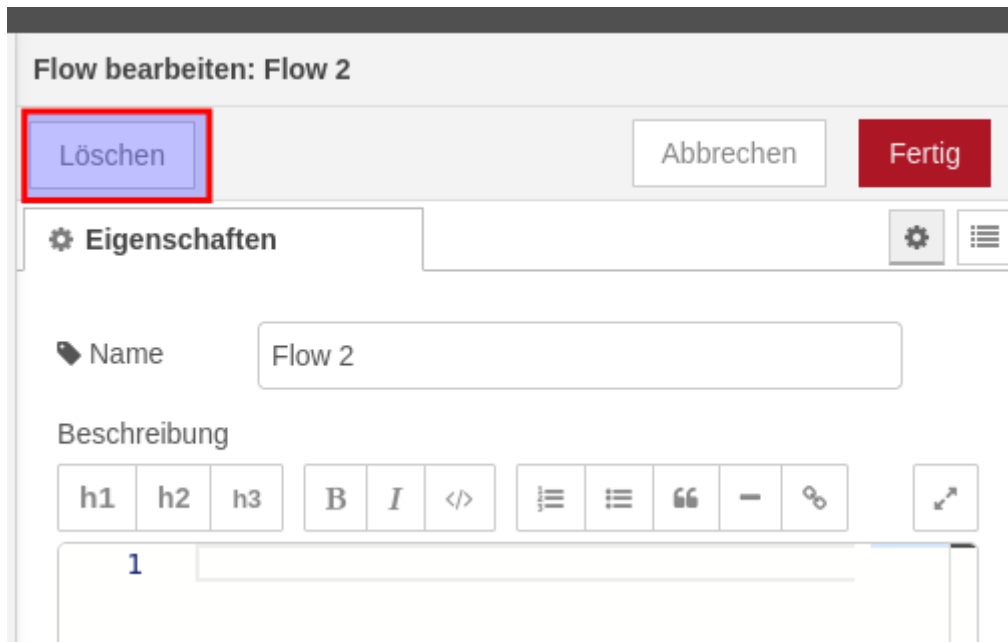 Flow bearbeiten: Flow 2
Löschen Abbrechen Fertig
Eigenschaften
Name Flow 2
Beschreibung
h1 h2 h3 B I </>
1